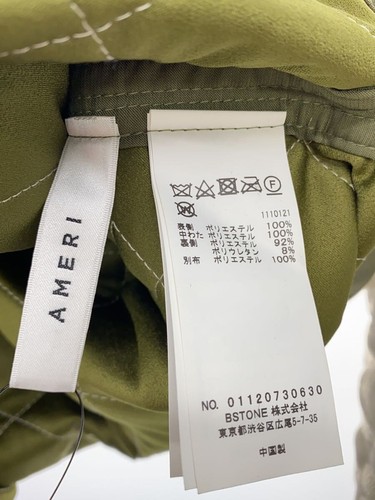 AMERI
1110121
表側 ポリエステル 100%
中わた ポリエステル 100%
裏側 ポリエステル 92%
ポリウレタン 8%
別布 ポリエステル 100%
NO. 01120730630
BSTONE 株式会社
東京都渋谷区広尾5-7-35
中国製